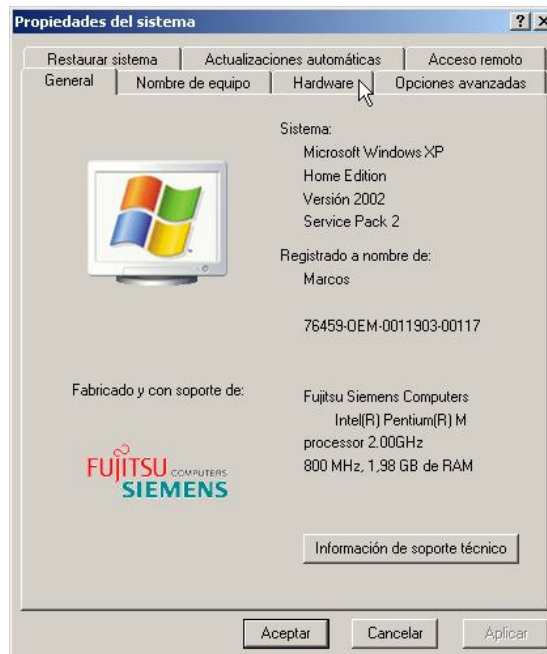 Propiedades del sistema
Restaurar sistema
Actualizaciones automáticas
Acceso remoto
General
Nombre de equipo
Hardware
Opciones avanzadas
Sistema:
Microsoft Windows XP
Home Edition
Versión 2002
Service Pack 2
Registrado a nombre de:
Marcos
76459-OEM-0011903-00117
Fabricado y con soporte de:
Fujitsu Siemens Computers
Intel(R) Pentium(R) M
processor 2.00GHz
800 MHz, 1,98 GB de RAM
FUJITSU COMPUTERS
SIEMENS
Información de soporte técnico
Aceptar
Cancelar
Aplicar